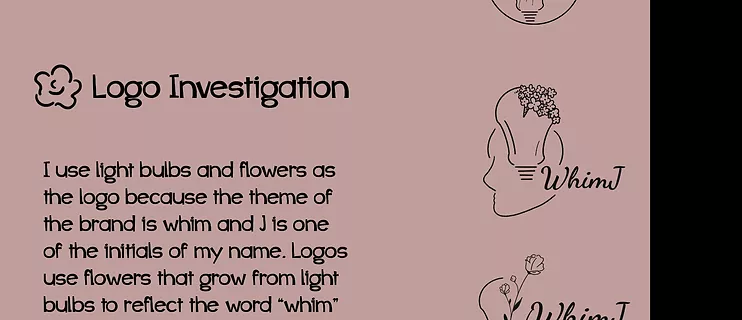 Logo Investigation
I use light bulbs and flowers as
the logo because the theme of
the brand is whim and J is one
of the initials of my name. Logos
use flowers that grow from light
bulbs to reflect the word “whim”
WhimJ
WhimJ